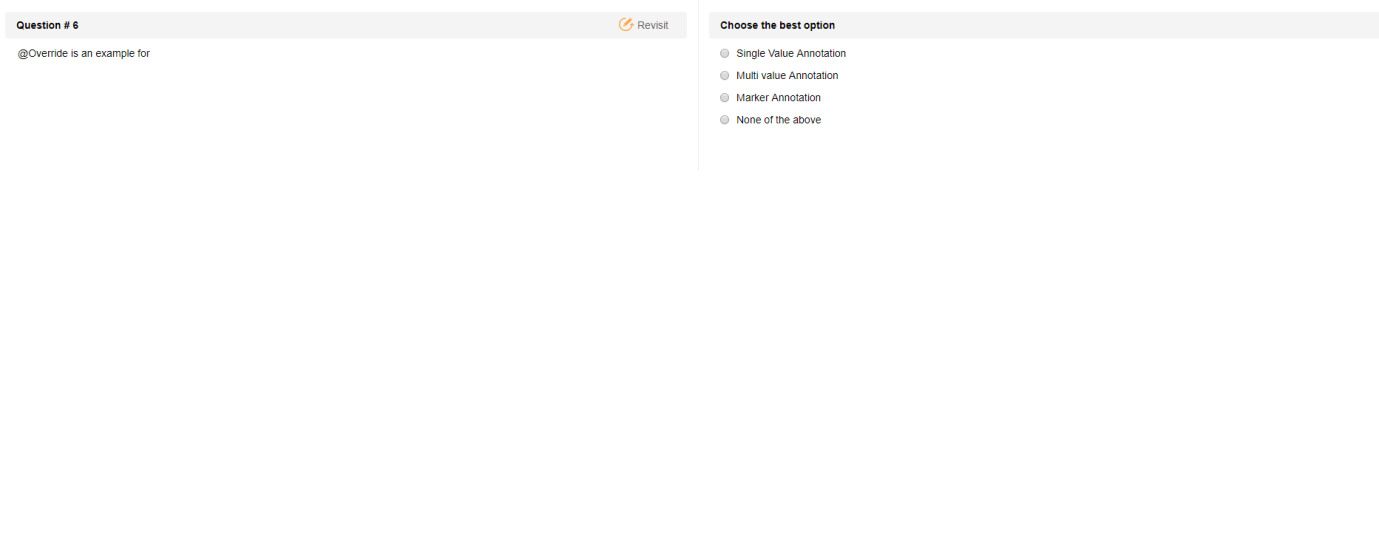 Question # 6
Revisit
@Override is an example for
Choose the best option
Single Value Annotation
Multi value Annotation
Marker Annotation
None of the above